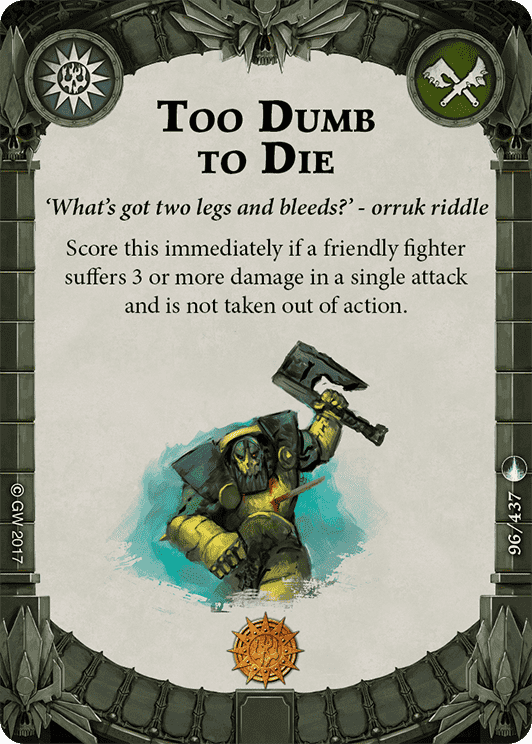 Too Dumb
to Die
‘What’s got two legs and bleeds?’ - orruk riddle
Score this immediately if a friendly fighter
suffers 3 or more damage in a single attack
and is not taken out of action.
© GW 2017
96/437